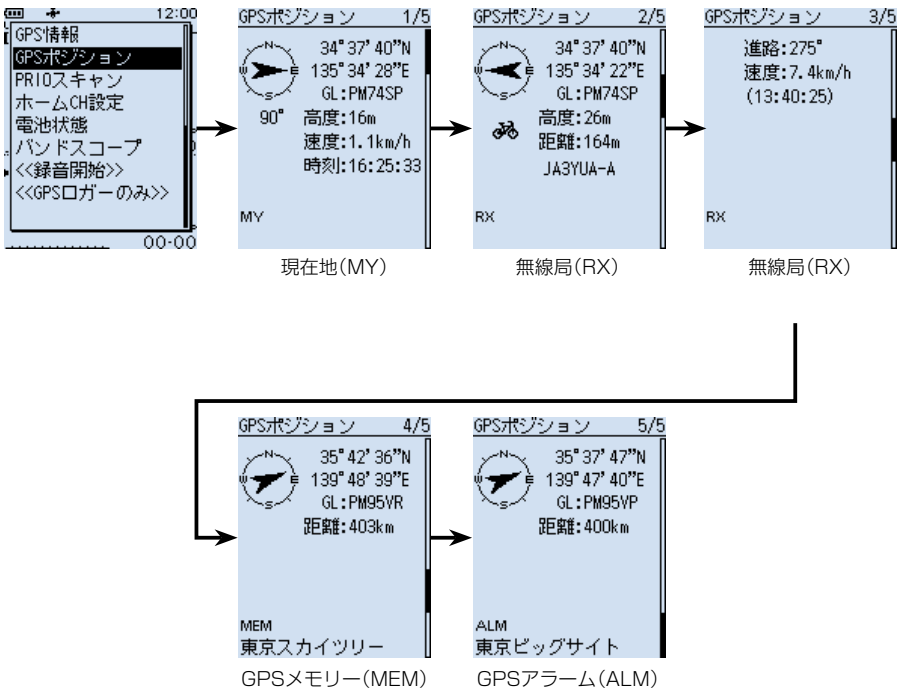 12:00
GPS情報
GPSポジション
PRIOスキャン
ホームCH設定
電池状態
バンドスコープ
<<録音開始>>
<<GPSロガーのみ>>
00-00
GPSポジション 1/5
N
W E
S
34°37'40"N
135°34'28"E
GL:PM74SP
90° 高度:16m
速度:1.1km/h
時刻:16:25:33
MY
現在地(MY)
GPSポジション 2/5
N
W E
S
34°37'40"N
135°34'22"E
GL:PM74SP
高度:26m
距離:164m
JA3YUA-A
RX
無線局(RX)
GPSポジション 3/5
進路:275°
速度:7.4km/h
(13:40:25)
RX
無線局(RX)
GPSポジション 4/5
N
W E
S
35°42'36"N
139°48'39"E
GL:PM95VR
距離:403km
MEM
東京スカイツリー
GPSメモリー(MEM)
GPSポジション 5/5
N
W E
S
35°37'47"N
139°47'40"E
GL:PM95VP
距離:400km
ALM
東京ビッグサイト
GPSアラーム(ALM)